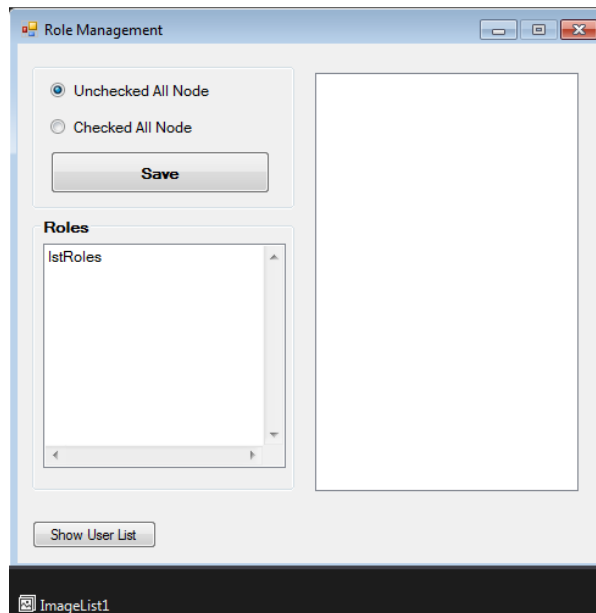 Role Management
Unchecked All Node
Checked All Node
Save
Roles
lstRoles
Show User List
ImageList1